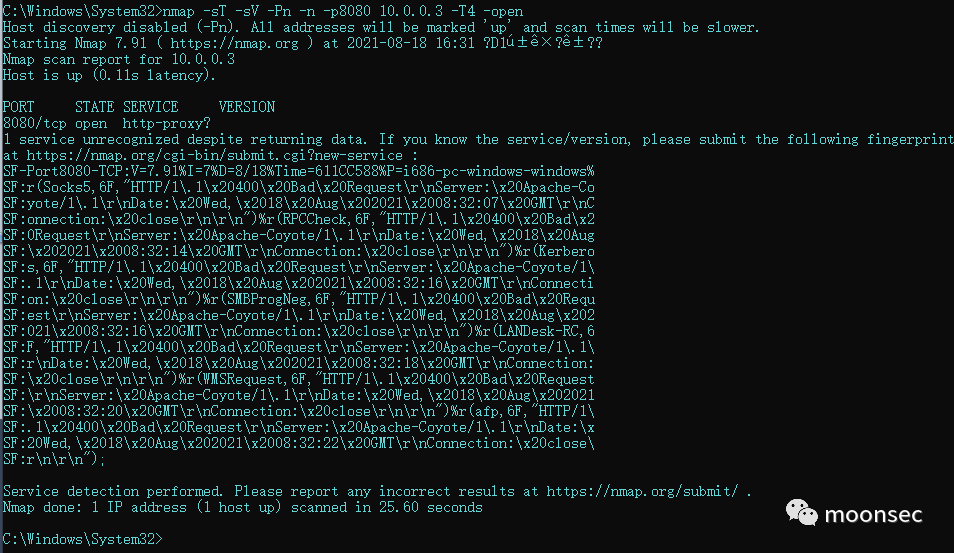 C:\Windows\System32>nmap -sT -sV -Pn -n -p8080 10.0.0.3 -T4 -open
Host discovery disabled (-Pn). All addresses will be marked 'up' and scan times will be slower.
Starting Nmap 7.91 ( https://nmap.org ) at 2021-08-18 16:31 ?D1ú±ê×?ê±??
Nmap scan report for 10.0.0.3
Host is up (0.11s latency).
PORT     STATE SERVICE     VERSION
8080/tcp open  http-proxy?
1 service unrecognized despite returning data. If you know the service/version, please submit the following fingerprint
at https://nmap.org/cgi-bin/submit.cgi?new-service :
SF-Port8080-TCP:V=7.91%I=7%D=8/18%Time=611CC588%P=i686-pc-windows-windows%
SF:r(Socks5,6F,"HTTP/1\.1\x20400\x20Bad\x20Request\r\nServer:\x20Apache-Co
SF:yote/1\.1\r\nDate:\x20Wed,\x2018\x20Aug\x202021\x2008:32:07\x20GMT\r\nC
SF:onnection:\x20close\r\n\r\n")%r(RPCCheck,6F,"HTTP/1\.1\x20400\x20Bad\x2
SF:0Request\r\nServer:\x20Apache-Coyote/1\.1\r\nDate:\x20Wed,\x2018\x20Aug
SF:\x202021\x2008:32:14\x20GMT\r\nConnection:\x20close\r\n\r\n")%r(Kerbero
SF:s,6F,"HTTP/1\.1\x20400\x20Bad\x20Request\r\nServer:\x20Apache-Coyote/1\
SF:.1\r\nDate:\x20Wed,\x2018\x20Aug\x202021\x2008:32:16\x20GMT\r\nConnecti
SF:on:\x20close\r\n\r\n")%r(SMBProgNeg,6F,"HTTP/1\.1\x20400\x20Bad\x20Requ
SF:est\r\nServer:\x20Apache-Coyote/1\.1\r\nDate:\x20Wed,\x2018\x20Aug\x202
SF:021\x2008:32:16\x20GMT\r\nConnection:\x20close\r\n\r\n")%r(LANDesk-RC,6
SF:F,"HTTP/1\.1\x20400\x20Bad\x20Request\r\nServer:\x20Apache-Coyote/1\.1\
SF:r\nDate:\x20Wed,\x2018\x20Aug\x202021\x2008:32:18\x20GMT\r\nConnection:
SF:\x20close\r\n\r\n")%r(WMSRequest,6F,"HTTP/1\.1\x20400\x20Bad\x20Request
SF:\r\nServer:\x20Apache-Coyote/1\.1\r\nDate:\x20Wed,\x2018\x20Aug\x202021
SF:\x2008:32:20\x20GMT\r\nConnection:\x20close\r\n\r\n")%r(afp,6F,"HTTP/1\
SF:.1\x20400\x20Bad\x20Request\r\nServer:\x20Apache-Coyote/1\.1\r\nDate:\x
SF:20Wed,\x2018\x20Aug\x202021\x2008:32:22\x20GMT\r\nConnection:\x20close\
SF:r\n\r\n");
Service detection performed. Please report any incorrect results at https://nmap.org/submit/ .
Nmap done: 1 IP address (1 host up) scanned in 25.60 seconds
C:\Windows\System32>
moonsec